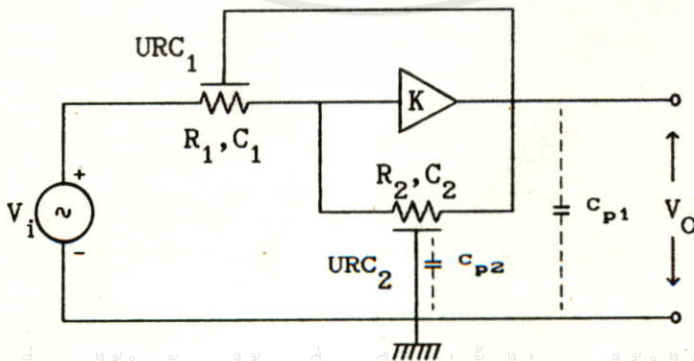 URC1
K
R1,C1
R2,C2
+
Vi
-
Cp1
VO
URC2
Cp2